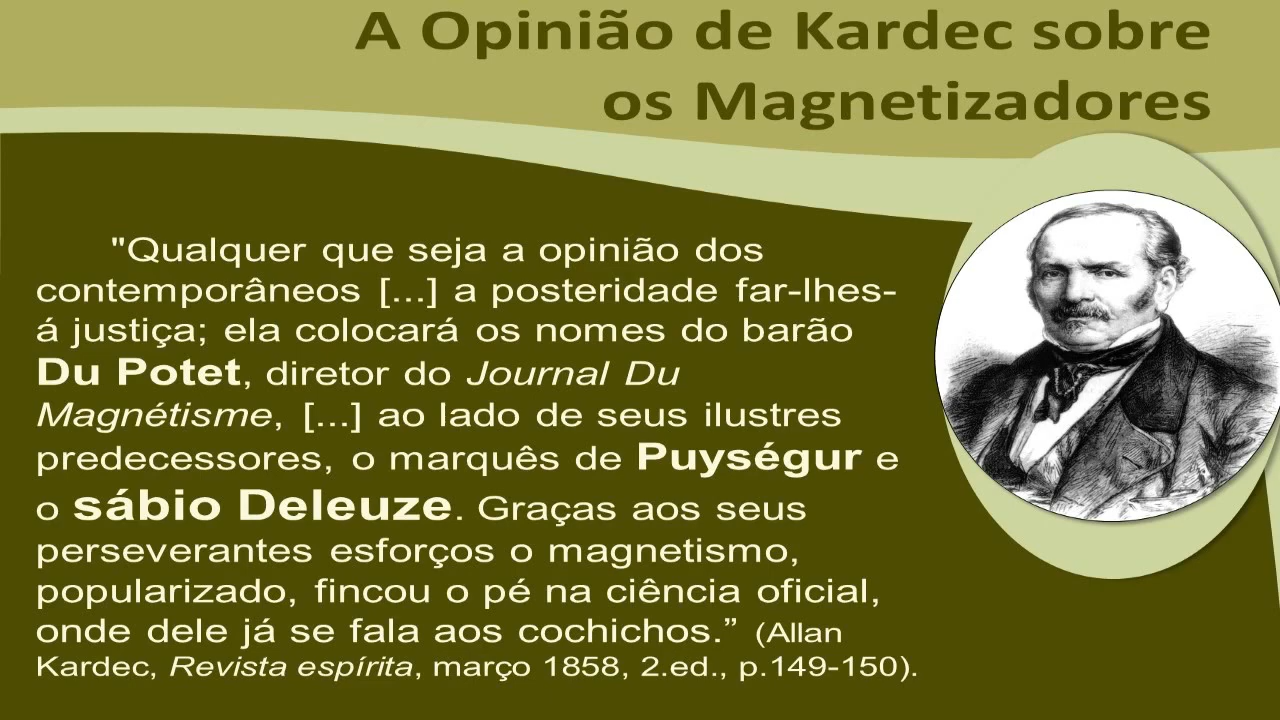 A Opinião de Kardec sobre
os Magnetizadores
"Qualquer que seja a opinião dos
contemporâneos [...] a posteridade far-lhes-
á justiça; ela colocará os nomes do barão
Du Potet, diretor do Journal Du
Magnétisme, [...] ao lado de seus ilustres
predecessores, o marquês de Puységur e
o sábio Deleuze. Graças aos seus
perseverantes esforços o magnetismo,
popularizado, fincou o pé na ciência oficial,
onde dele já se fala aos cochichos.” (Allan
Kardec, Revista espírita, março 1858, 2.ed., p.149-150).